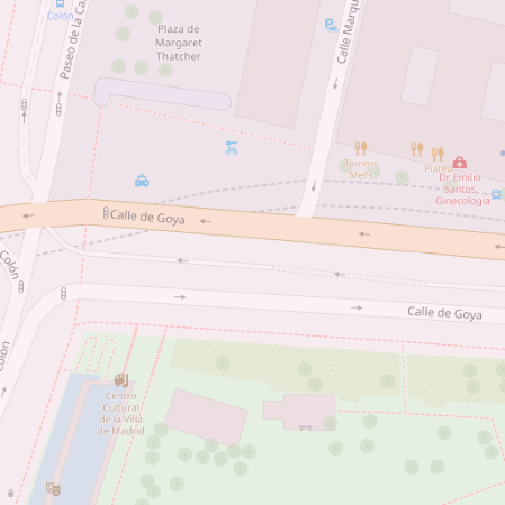 Colón
Paseo de la Ca
Plaza de
Margaret
Thatcher
Calle Marqu
Tommy
Mel's
Platea
Dr Emilio
Santos
- Ginecología
Calle de Goya
Colón
Calle de Goya
Colón
Centro
Cultural
de la Villa
de Madrid